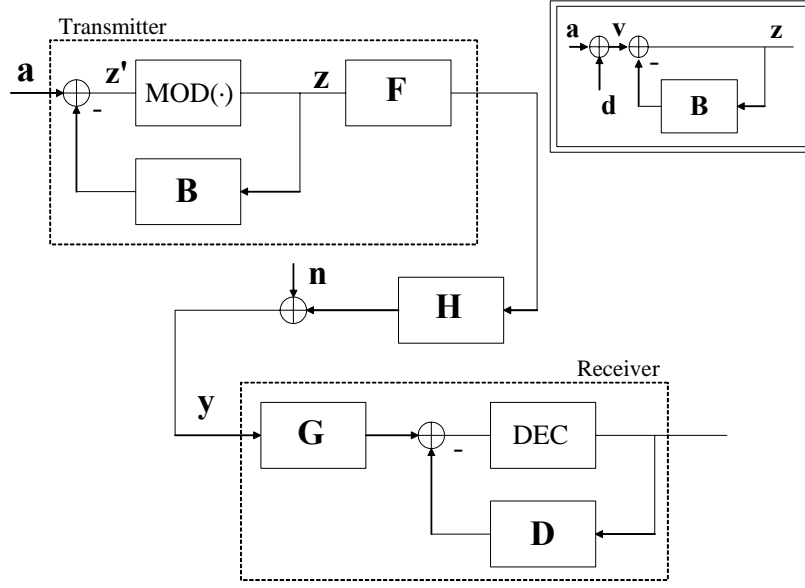 Transmitter
a
z'
MOD(·)
z
F
-
B
a
v
z
-
d
B
n
H
Receiver
y
G
-
DEC
D